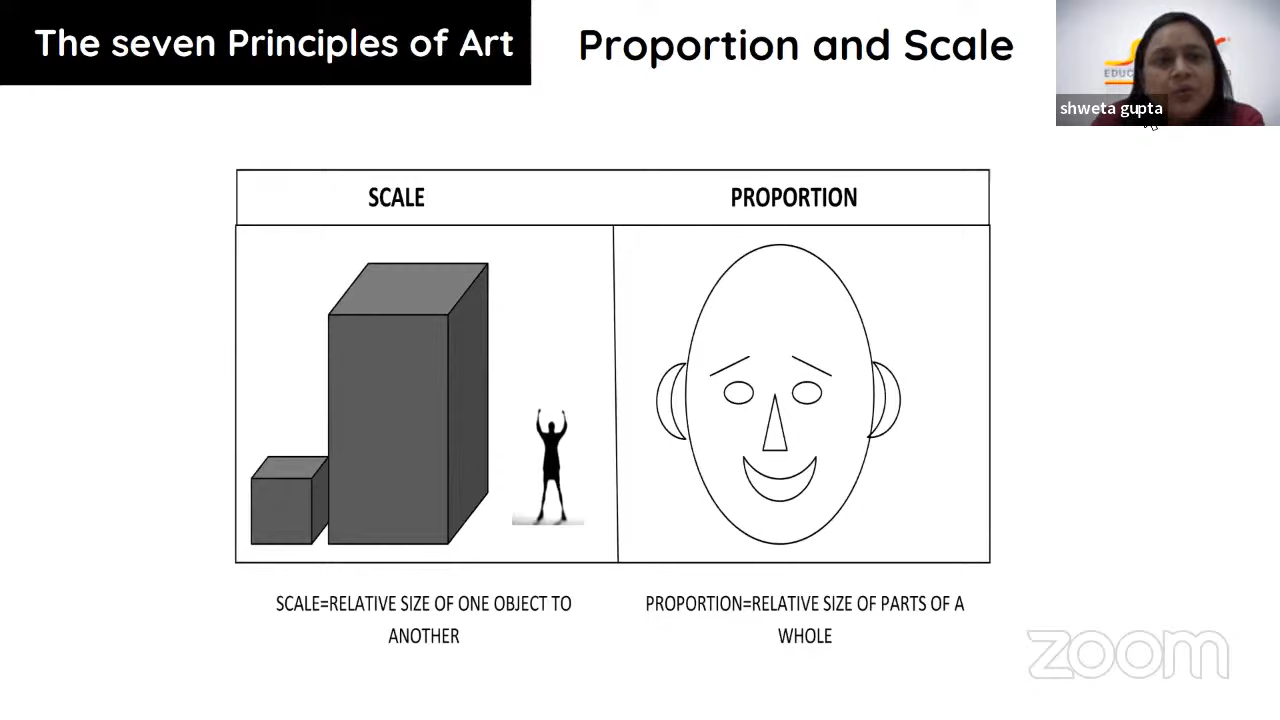 The seven Principles of Art
Proportion and Scale
EDUC
shweta gupta
SCALE
PROPORTION
SCALE=RELATIVE SIZE OF ONE OBJECT TO
ANOTHER
PROPORTION=RELATIVE SIZE OF PARTS OF A
WHOLE
zoom